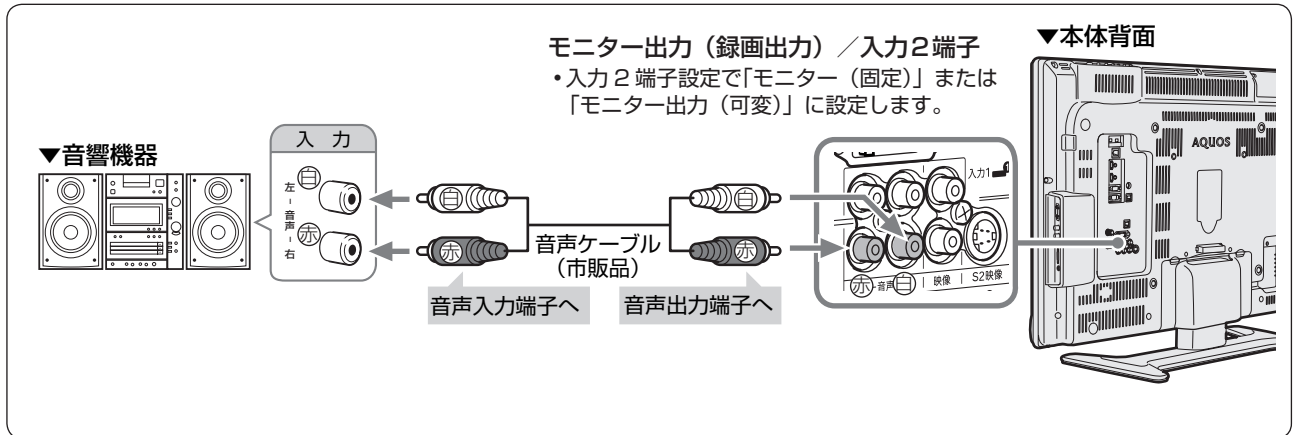 モニター出力（録画出力）／入力2端子
•入力 2 端子設定で「モニター（固定）」または
「モニター出力（可変）」に設定します。
▼本体背面
AQUOS
▼音響機器
入 力
白
左-音声-右
赤
白
赤
音声ケーブル
（市販品）
白
赤
音声入力端子へ
音声出力端子へ
入力1
赤-音声-白
映像
S2映像